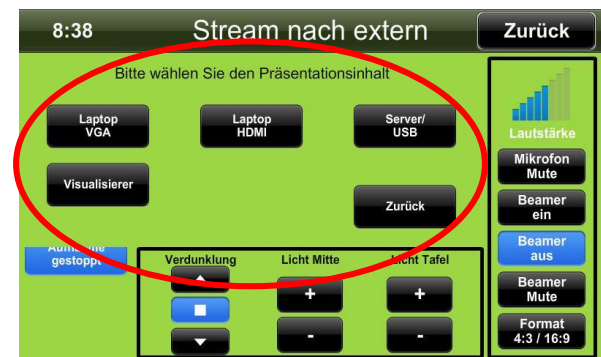 8:38
Stream nach extern
Zurück
Bitte wählen Sie den Präsentationsinhalt
Laptop
VGA
Laptop
HDMI
Server/
USB
Visualisierer
Zurück
Aufnahme
gestoppt
Verdunklung
Licht Mitte
Licht Tafel
+
+
-
-
Lautstärke
Mikrofon
Mute
Beamer
ein
Beamer
aus
Beamer
Mute
Format
4:3 / 16:9